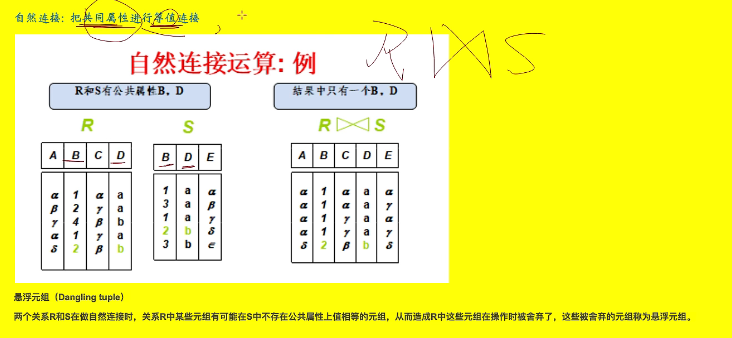 自然连接: 把共同属性进行等值连接
R ⋈ S
自然连接运算: 例
R和S有公共属性B，D
结果中只有一个B，D
R
S
R ⋈ S
A B C D
B D E
A B C D E
α 1 α a
β 2 γ a
γ 4 β b
α 1 γ a
δ 2 β b
1 a α
3 a β
1 a γ
2 b δ
3 b ϵ
α 1 α a α
α 1 α a γ
α 1 γ a α
α 1 γ a γ
δ 2 β b δ
悬浮元组（Dangling tuple）
两个关系R和S在做自然连接时，关系R中某些元组有可能在S中不存在公共属性上值相等的元组，从而造成R中这些元组在操作时被舍弃了，这些被舍弃的元组称为悬浮元组。